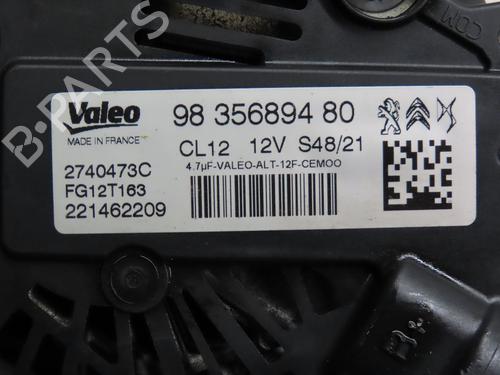 COM
Valeo
MADE IN FRANCE
98 356894 80
CL12 12V S48/21
4.7µF-VALEO-ALT-12F-CEMOO
2740473C
FG12T163
221462209
B-PARTS